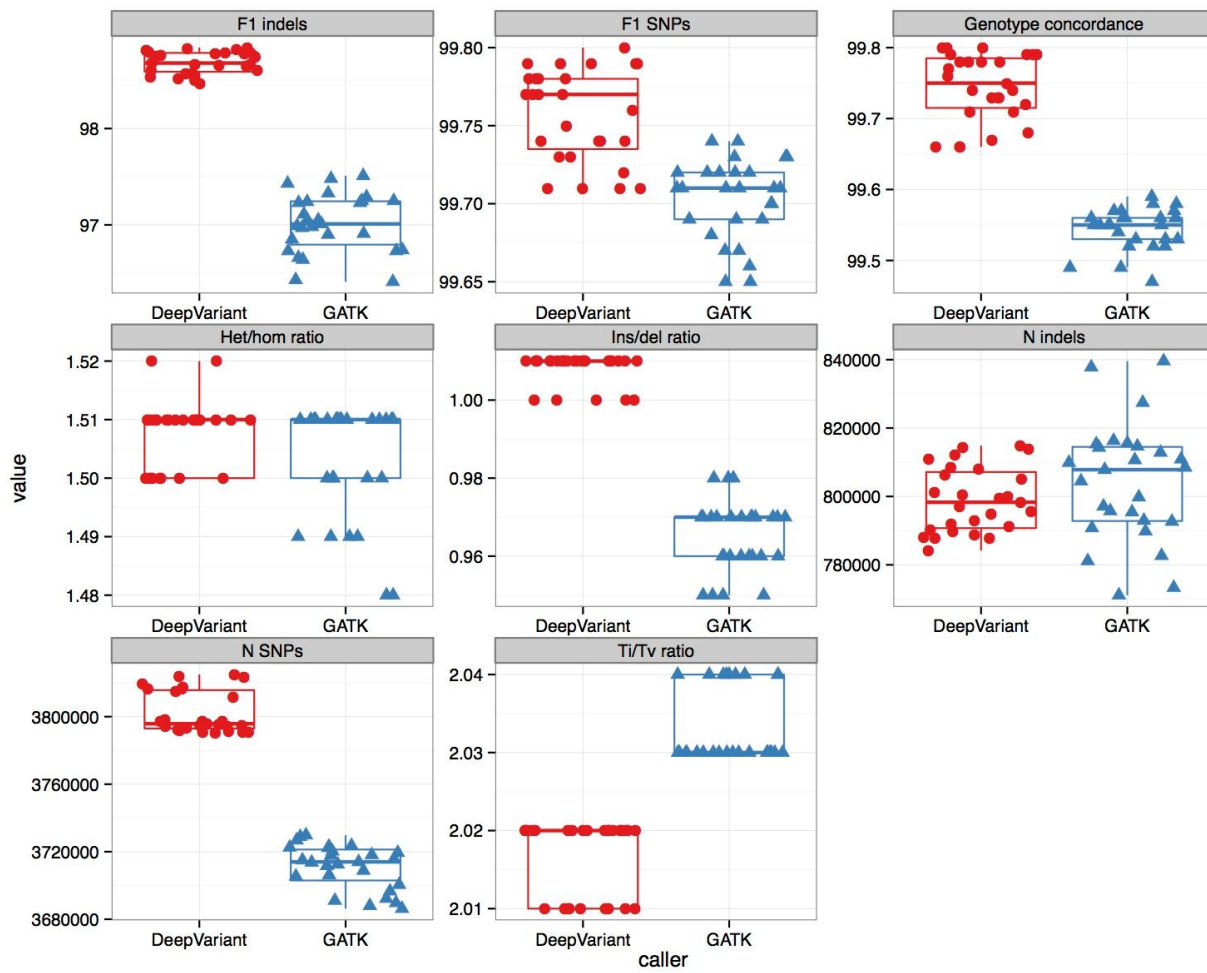 F1 indels
F1 SNPs
Genotype concordance
98
97
99.80
99.75
99.70
99.65
99.8
99.7
99.6
99.5
DeepVariant GATK
DeepVariant GATK
DeepVariant GATK
Het/hom ratio
Ins/del ratio
N indels
1.52
1.51
1.50
1.49
1.48
1.00
0.98
0.96
840000
820000
800000
780000
DeepVariant GATK
DeepVariant GATK
DeepVariant GATK
N SNPs
Ti/Tv ratio
3800000
3760000
3720000
3680000
2.04
2.03
2.02
2.01
DeepVariant GATK
DeepVariant GATK
value
caller